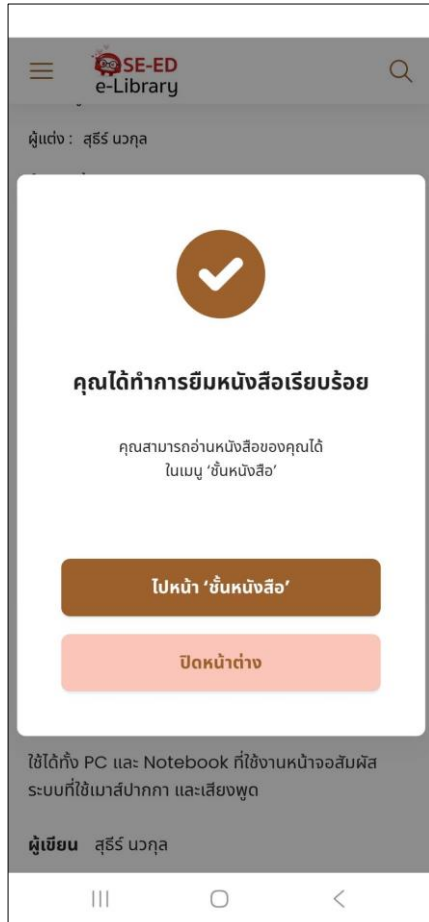 SE-ED
e-Library
ผู้แต่ง : สุธีร์ นวกุล
คุณได้ทำการยืมหนังสือเรียบร้อย
คุณสามารถอ่านหนังสือของคุณได้
ในเมนู ‘ชั้นหนังสือ’
ไปหน้า ‘ชั้นหนังสือ’
ปิดหน้าต่าง
ใช้ได้ทั้ง PC และ Notebook ที่ใช้งานหน้าจอสัมผัส
ระบบที่ใช้เมาส์ปากกา และเสียงพูด
ผู้เขียน สุธีร์ นวกุล